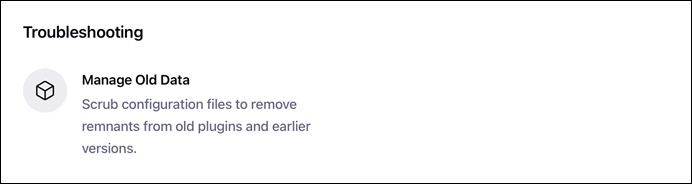 Troubleshooting
Manage Old Data
Scrub configuration files to remove
remnants from old plugins and earlier
versions.